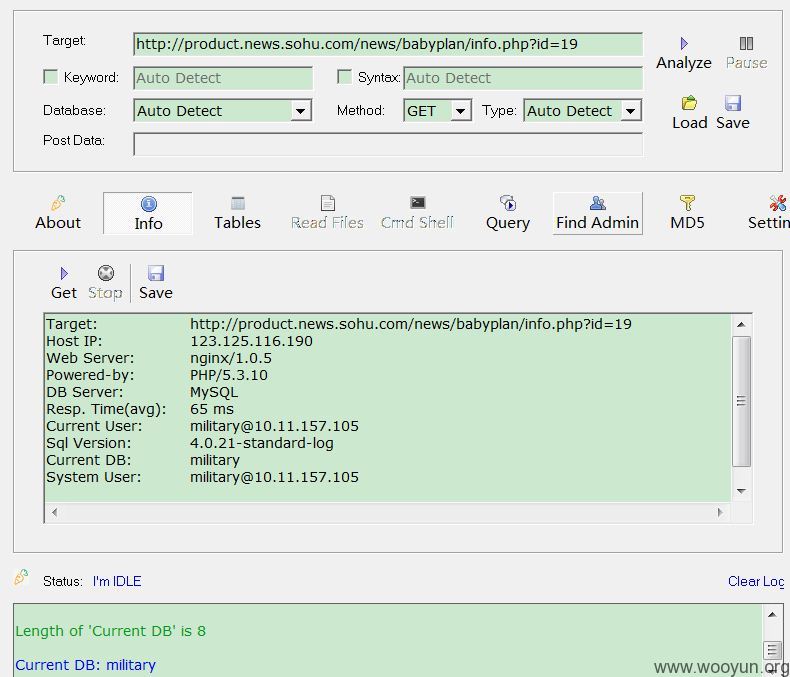 Target: http://product.news.sohu.com/news/babyplan/info.php?id=19
Analyze Pause
Keyword: Auto Detect Syntax: Auto Detect
Database: Auto Detect Method: GET Type: Auto Detect
Load Save
Post Data:
About Info Tables Read Files Cmd Shell Query Find Admin MD5 Settin
Get Stop Save
Target: http://product.news.sohu.com/news/babyplan/info.php?id=19
Host IP: 123.125.116.190
Web Server: nginx/1.0.5
Powered-by: PHP/5.3.10
DB Server: MySQL
Resp. Time(avg): 65 ms
Current User: military@10.11.157.105
Sql Version: 4.0.21-standard-log
Current DB: military
System User: military@10.11.157.105
Status: I'm IDLE Clear Log
Length of 'Current DB' is 8
Current DB: military
www.wooyun.org